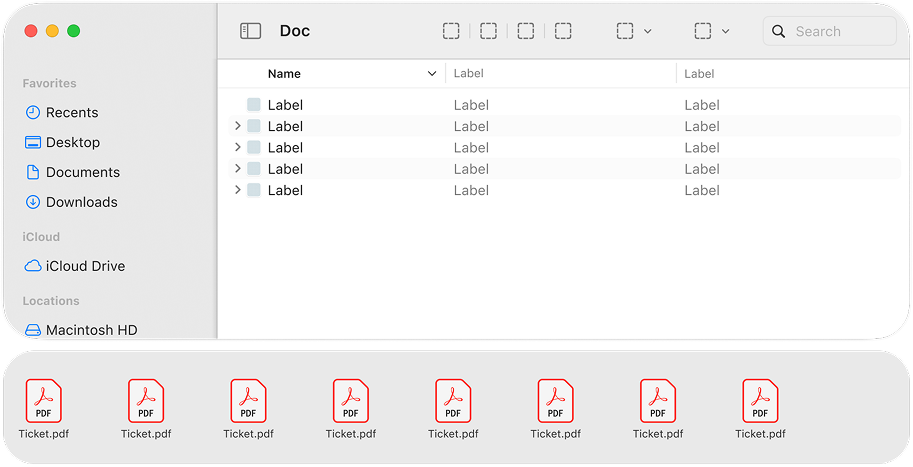 Doc
Search
Favorites
Recents
Desktop
Documents
Downloads
iCloud
iCloud Drive
Locations
Macintosh HD
Name Label Label
Label Label Label
Label Label Label
Label Label Label
Label Label Label
Label Label Label
PDF PDF PDF PDF PDF PDF PDF PDF
Ticket.pdf Ticket.pdf Ticket.pdf Ticket.pdf Ticket.pdf Ticket.pdf Ticket.pdf Ticket.pdf